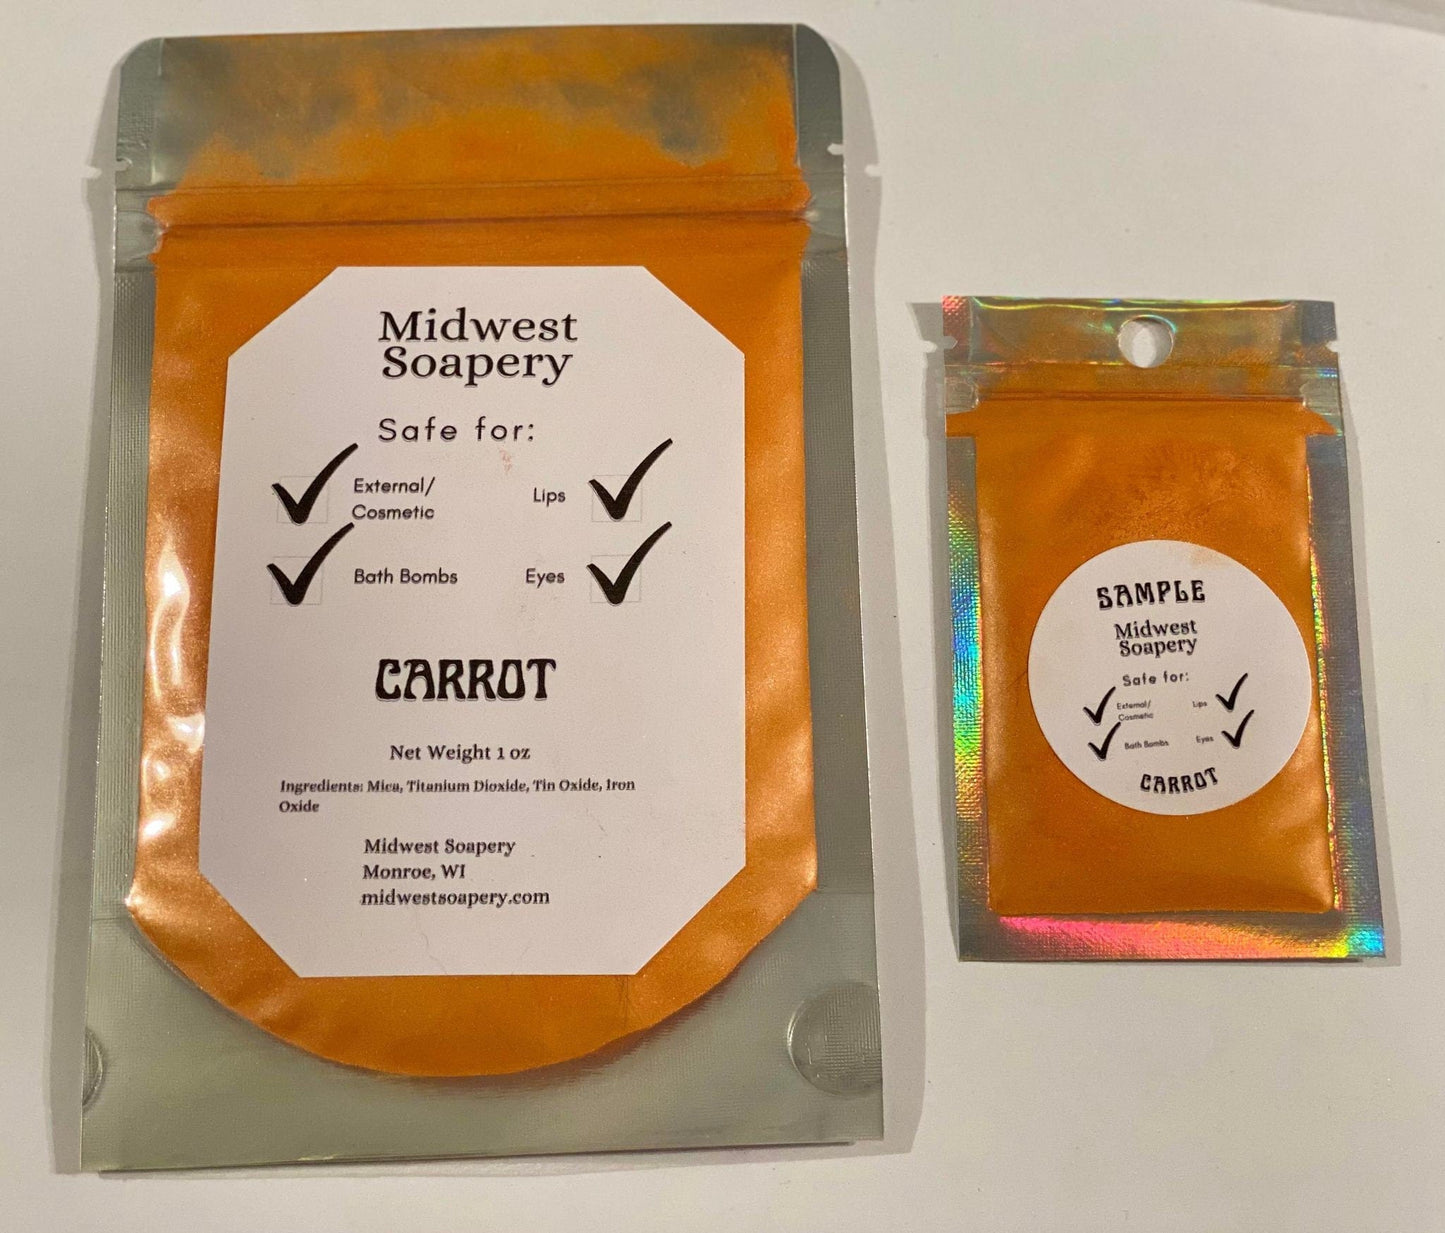 Midwest
Soapery
Safe for:
External/
Cosmetic
Lips
Bath Bombs
Eyes
CARROT
Net Weight 1 oz
Ingredients: Mica, Titanium Dioxide, Tin Oxide, Iron
Oxide
Midwest Soapery
Monroe, WI
midwestsoapery.com
SAMPLE
Midwest
Soapery
Safe for:
External/
Cosmetic
Lips
Bath Bombs
Eyes
CARROT